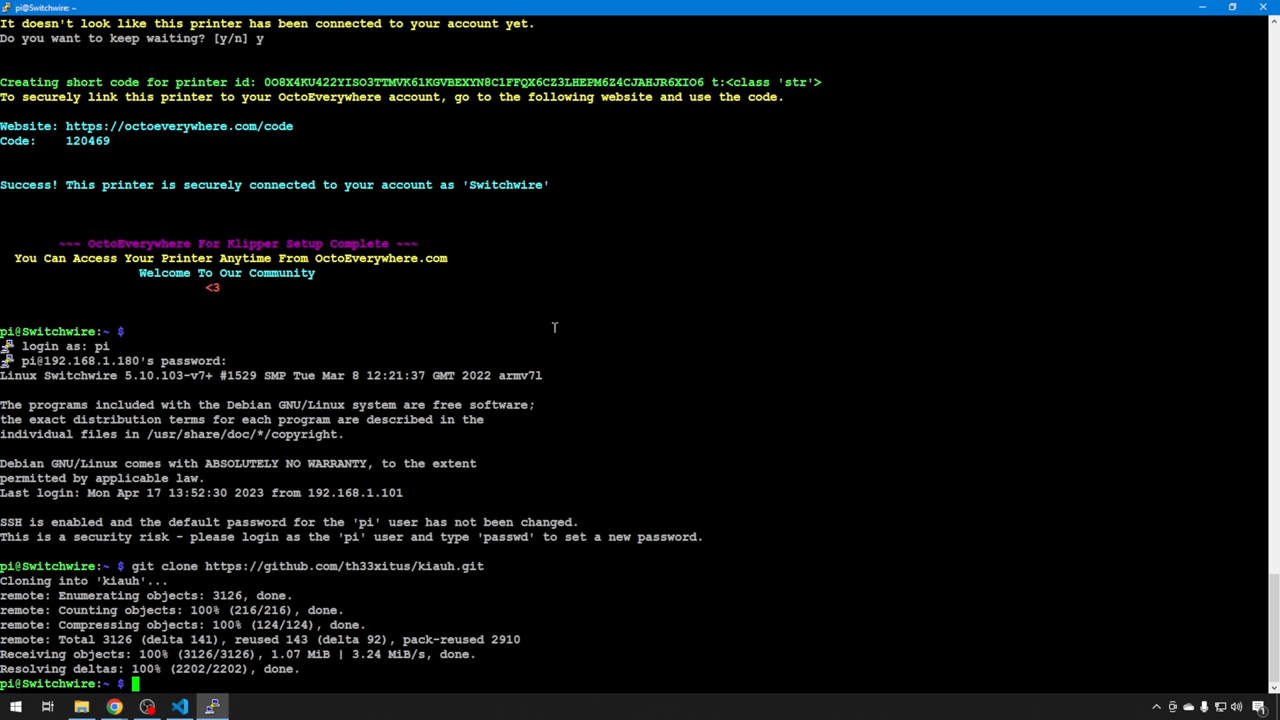 pi@Switchwire: ~
It doesn't look like this printer has been connected to your account yet.
Do you want to keep waiting? [y/n] y
Creating short code for printer id: 0O8X4KU422YISO3TTMVK61KGVBEXYN8C1FFQX6CZ3LHEPM6Z4CJAHJR6XIO6 t:<class 'str'>
To securely link this printer to your OctoEverywhere account, go to the following website and use the code.
Website: https://octoeverywhere.com/code
Code:    120469
Success! This printer is securely connected to your account as 'Switchwire'
~~~ OctoEverywhere For Klipper Setup Complete ~~~
You Can Access Your Printer Anytime From OctoEverywhere.com
Welcome To Our Community
<3
pi@Switchwire:~ $
login as: pi
pi@192.168.1.180's password:
Linux Switchwire 5.10.103-v7+ #1529 SMP Tue Mar 8 12:21:37 GMT 2022 armv7l
The programs included with the Debian GNU/Linux system are free software;
the exact distribution terms for each program are described in the
individual files in /usr/share/doc/*/copyright.
Debian GNU/Linux comes with ABSOLUTELY NO WARRANTY, to the extent
permitted by applicable law.
Last login: Mon Apr 17 13:52:30 2023 from 192.168.1.101
SSH is enabled and the default password for the 'pi' user has not been changed.
This is a security risk - please login as the 'pi' user and type 'passwd' to set a new password.
pi@Switchwire:~ $ git clone https://github.com/th33xitus/kiauh.git
Cloning into 'kiauh'...
remote: Enumerating objects: 3126, done.
remote: Counting objects: 100% (216/216), done.
remote: Compressing objects: 100% (124/124), done.
remote: Total 3126 (delta 141), reused 143 (delta 92), pack-reused 2910
Receiving objects: 100% (3126/3126), 1.07 MiB | 3.24 MiB/s, done.
Resolving deltas: 100% (2202/2202), done.
pi@Switchwire:~ $